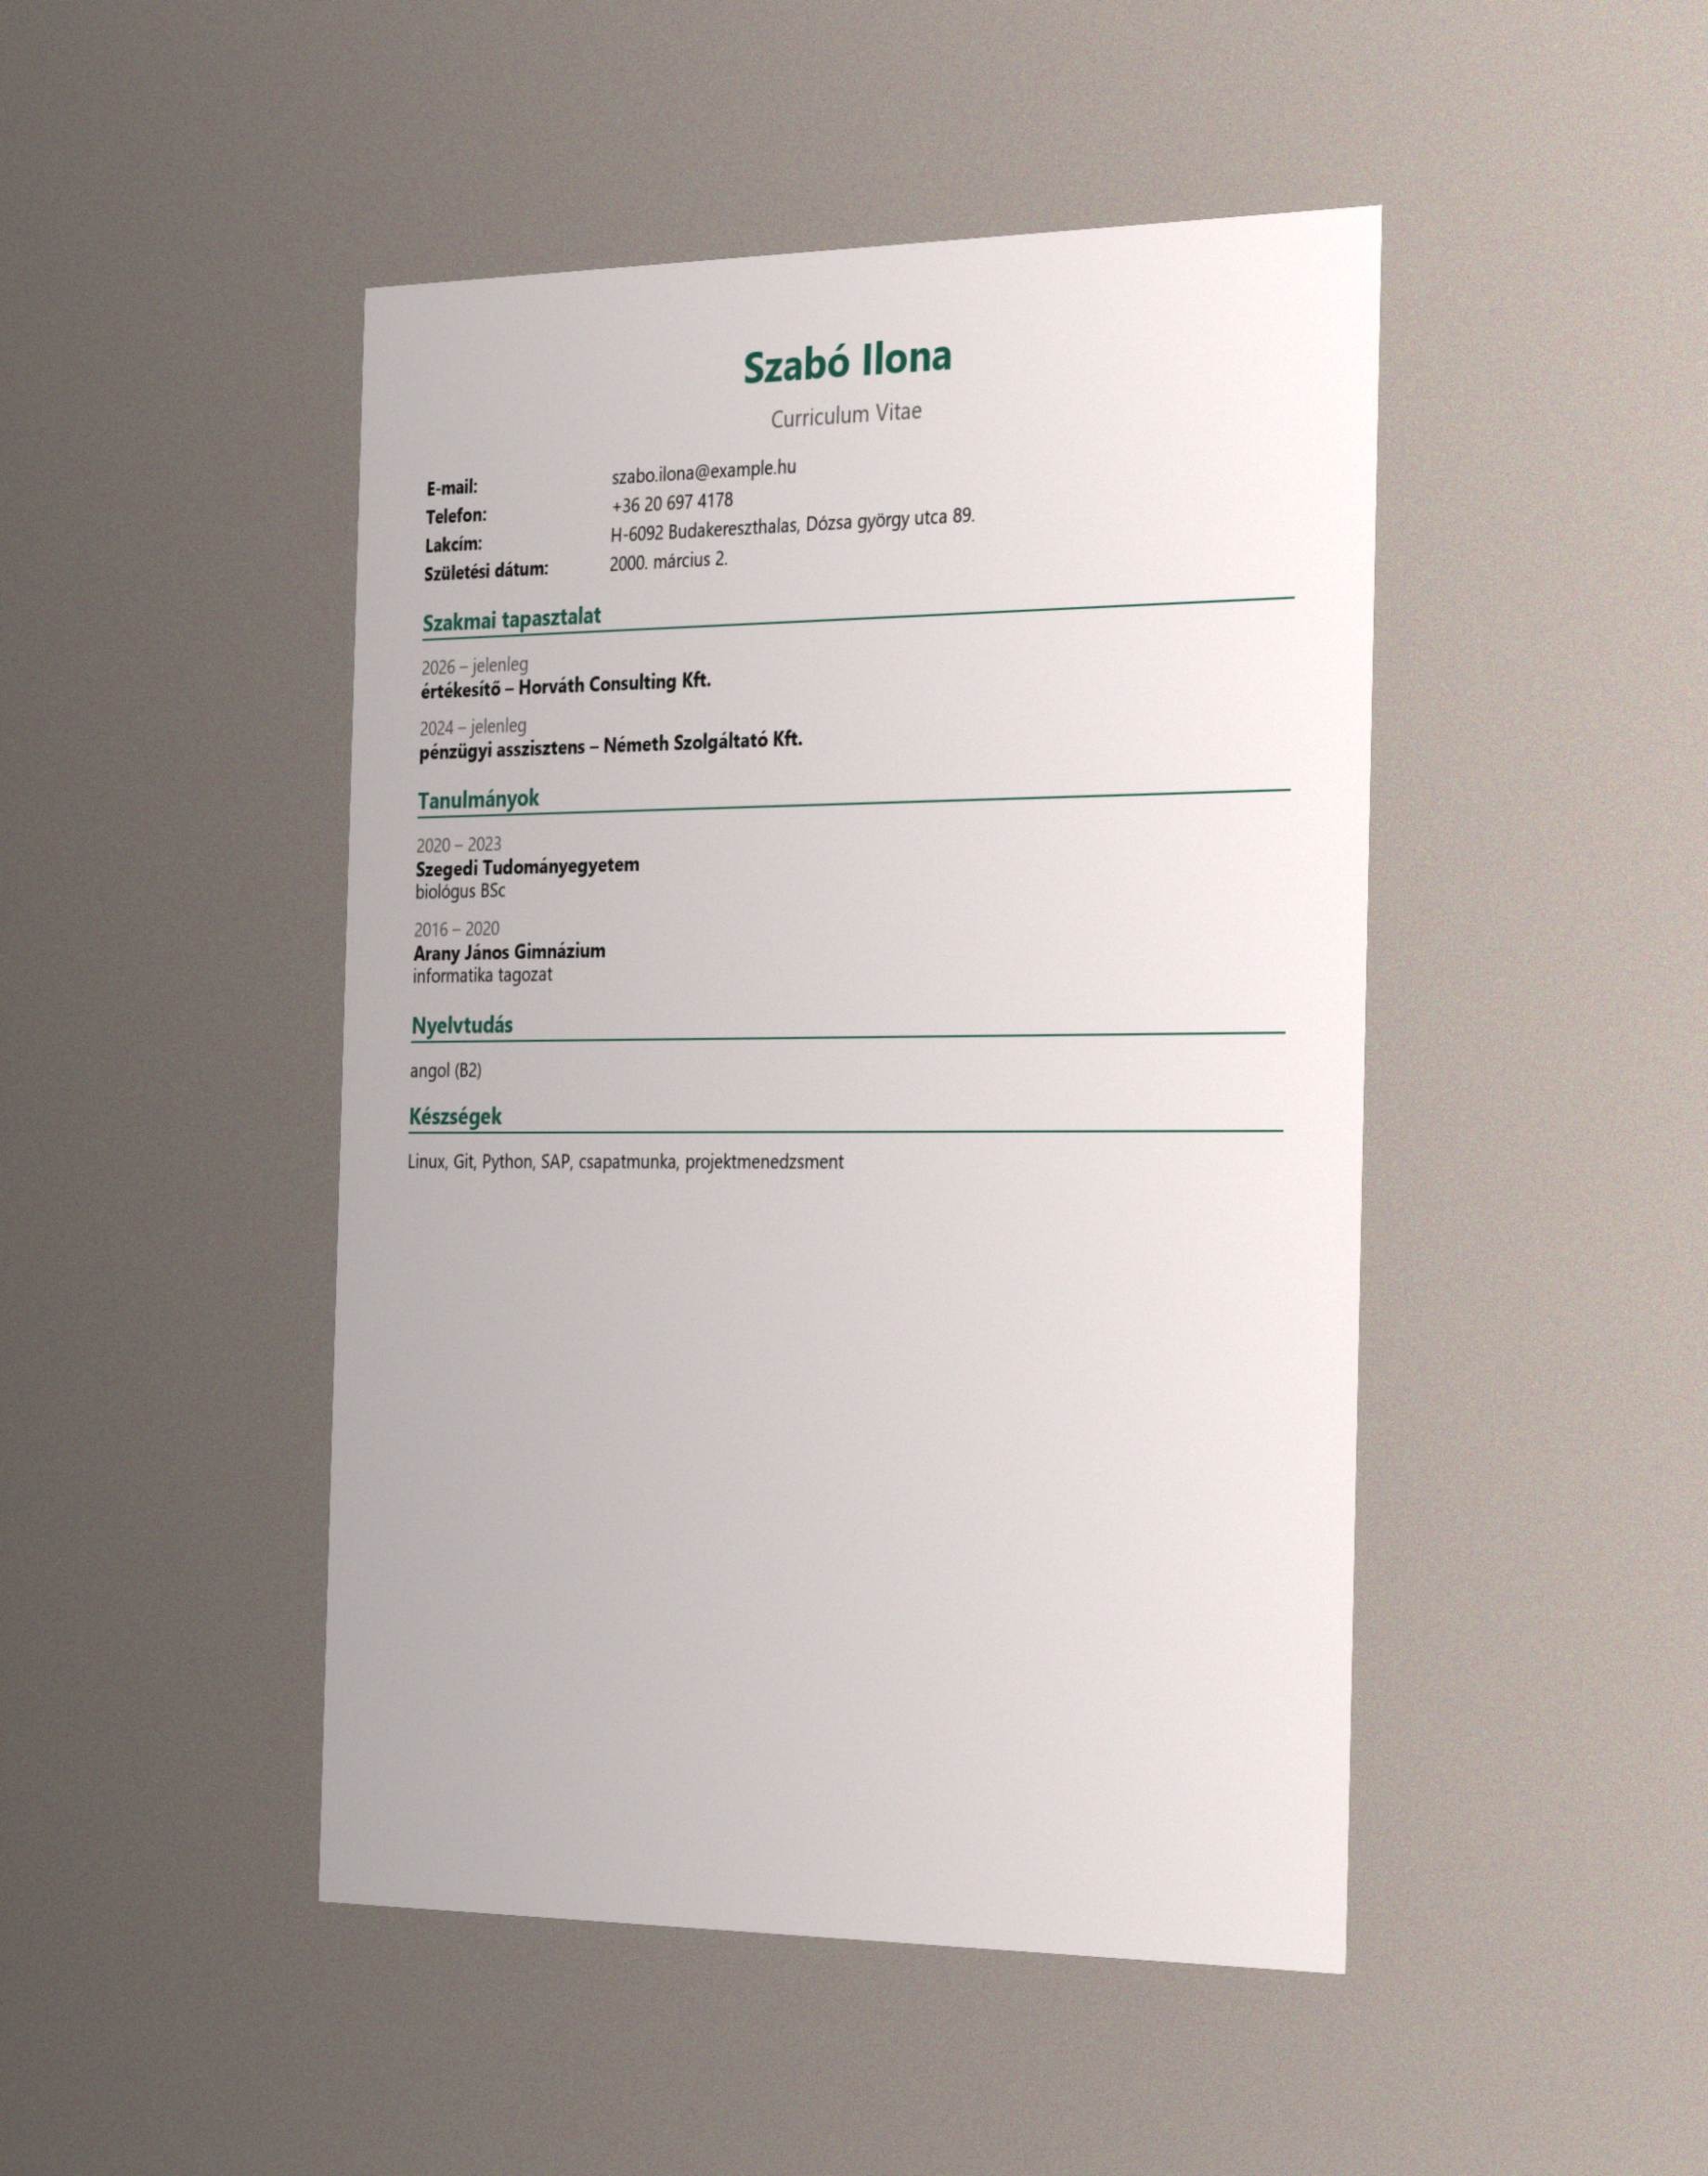 Szabó Ilona
Curriculum Vitae
E-mail: szabo.ilona@example.hu
Telefon: +36 20 697 4178
Lakcím: H-6092 Budakereszthalas, Dózsa györgy utca 89.
Születési dátum: 2000. március 2.
Szakmai tapasztalat
2026 – jelenleg
értékesítő – Horváth Consulting Kft.
2024 – jelenleg
pénzügyi asszisztens – Németh Szolgáltató Kft.
Tanulmányok
2020 – 2023
Szegedi Tudományegyetem
biológus BSc
2016 – 2020
Arany János Gimnázium
informatika tagozat
Nyelvtudás
angol (B2)
Készségek
Linux, Git, Python, SAP, csapatmunka, projektmenedzsment